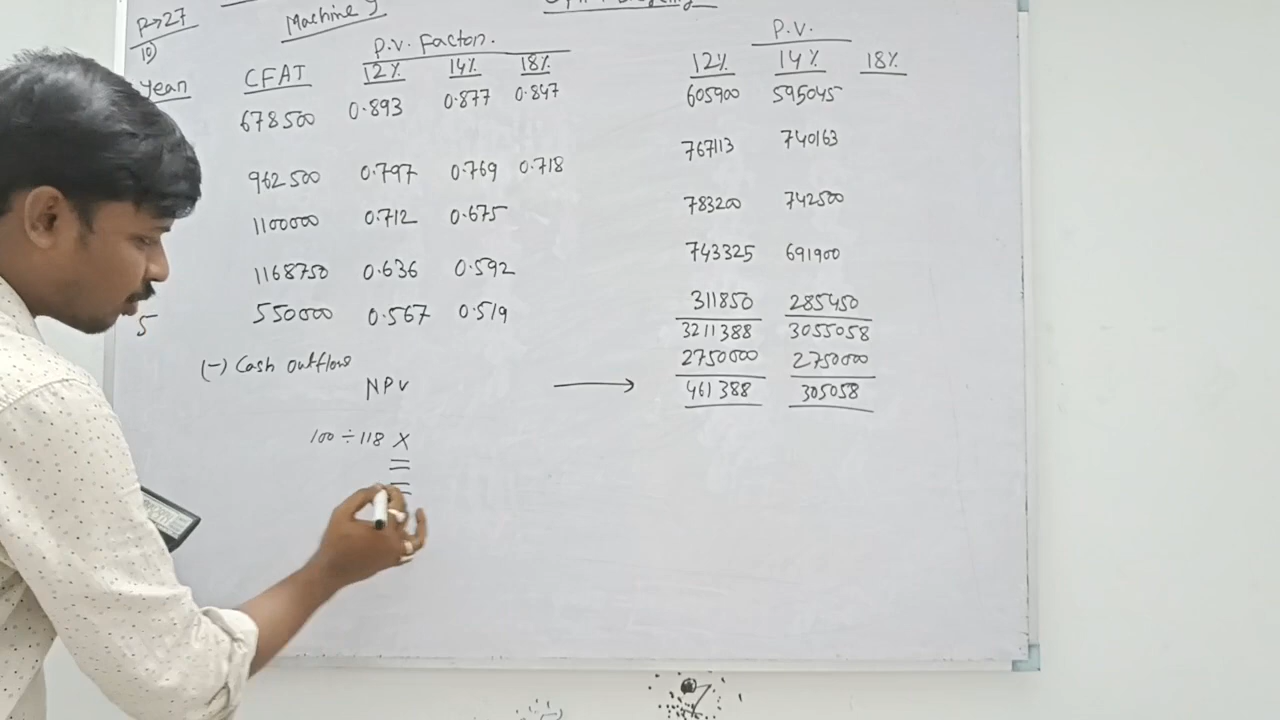 P→27
10)
Machine y
P.V. Factor.
P.V.
Year CFAT 12% 14% 18% 12% 14% 18%
678500 0.893 0.877 0.847 605900 595045
962500 0.797 0.769 0.718 767113 740163
1100000 0.712 0.675 783200 742500
1168750 0.636 0.592 743325 691900
5 550000 0.567 0.519 311850 285450
3211388 3055058
(-) Cash outflow 2750000 2750000
NPV → 461388 305058
100 ÷ 118 X
=
=